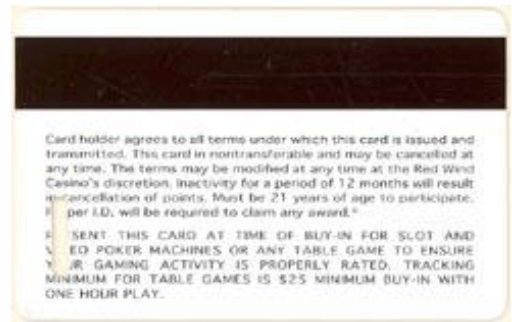 Card holder agrees to all terms under which this card is issued and
transmitted. This card in nontransferable and may be cancelled at
any time. The terms may be modified at any time at the Red Wind
Casino's discretion. Inactivity for a period of 12 months will result
cancellation of points. Must be 21 years of age to participate.
per I.D. will be required to claim any award.*
SENT THIS CARD AT TIME OF BUY-IN FOR SLOT AND
EO POKER MACHINES OR ANY TABLE GAME TO ENSURE
R GAMING ACTIVITY IS PROPERLY RATED. TRACKING
MINIMUM FOR TABLE GAMES IS $25 MINIMUM BUY-IN WITH
ONE HOUR PLAY.